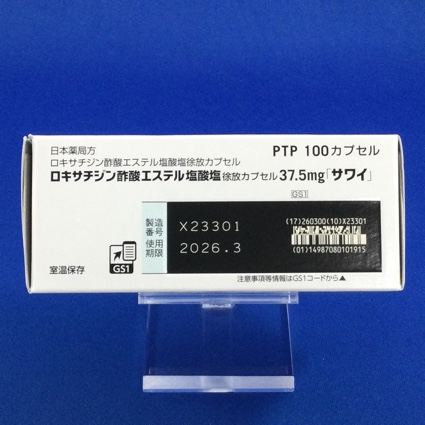 日本薬局方
ロキサチジン酢酸エステル塩酸塩徐放カプセル
ロキサチジン酢酸エステル塩酸塩徐放カプセル37.5mg「サワイ」
PTP 100カプセル
GS1
製造番号 X23301
使用期限 2026.3
(17)260300(10)X23301
(01)14987080101915
室温保存
GS1
注意事項等情報はGS1コードから▲